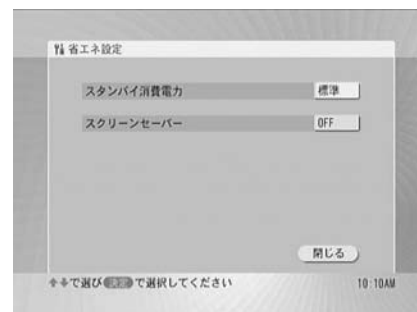 省エネ設定
スタンバイ消費電力 標準
スクリーンセーバー OFF
閉じる
で選び 決定 で選択してください 10:10AM